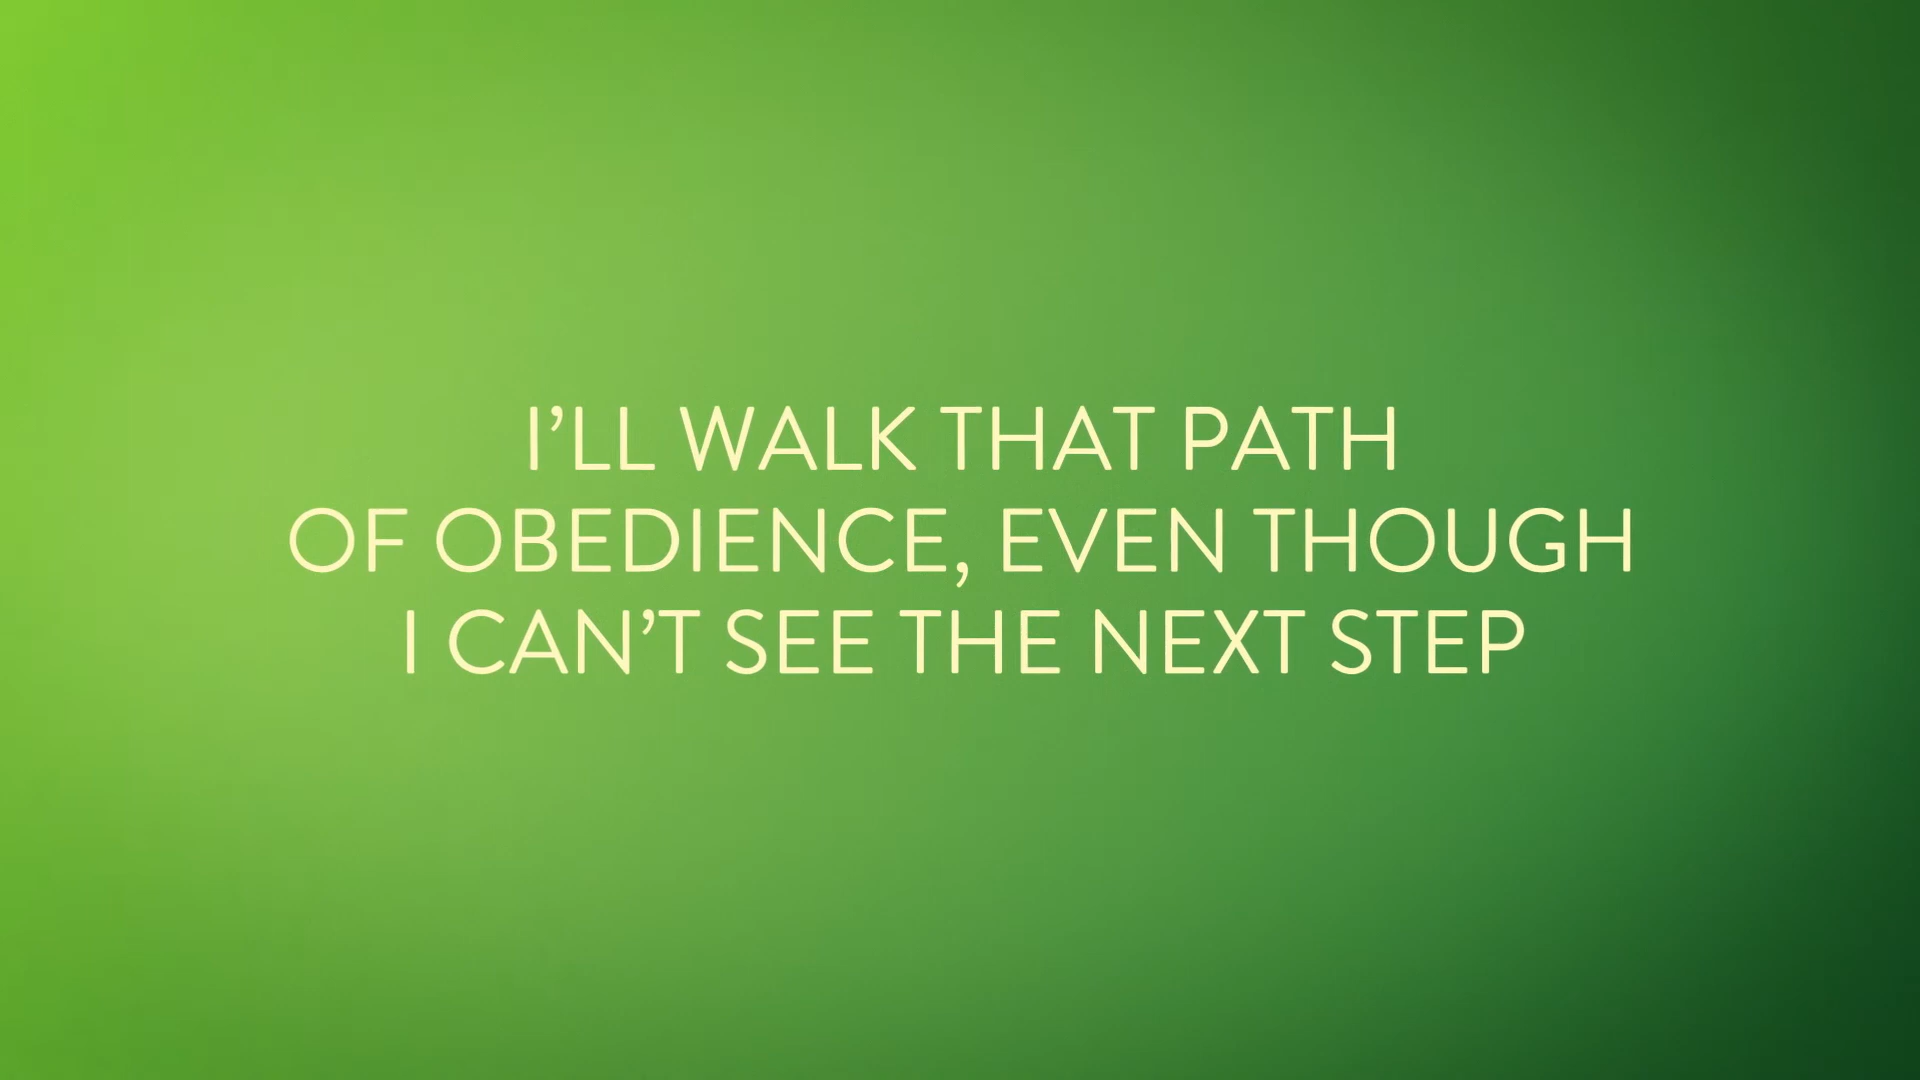 I’LL WALK THAT PATH
OF OBEDIENCE, EVEN THOUGH
I CAN’T SEE THE NEXT STEP